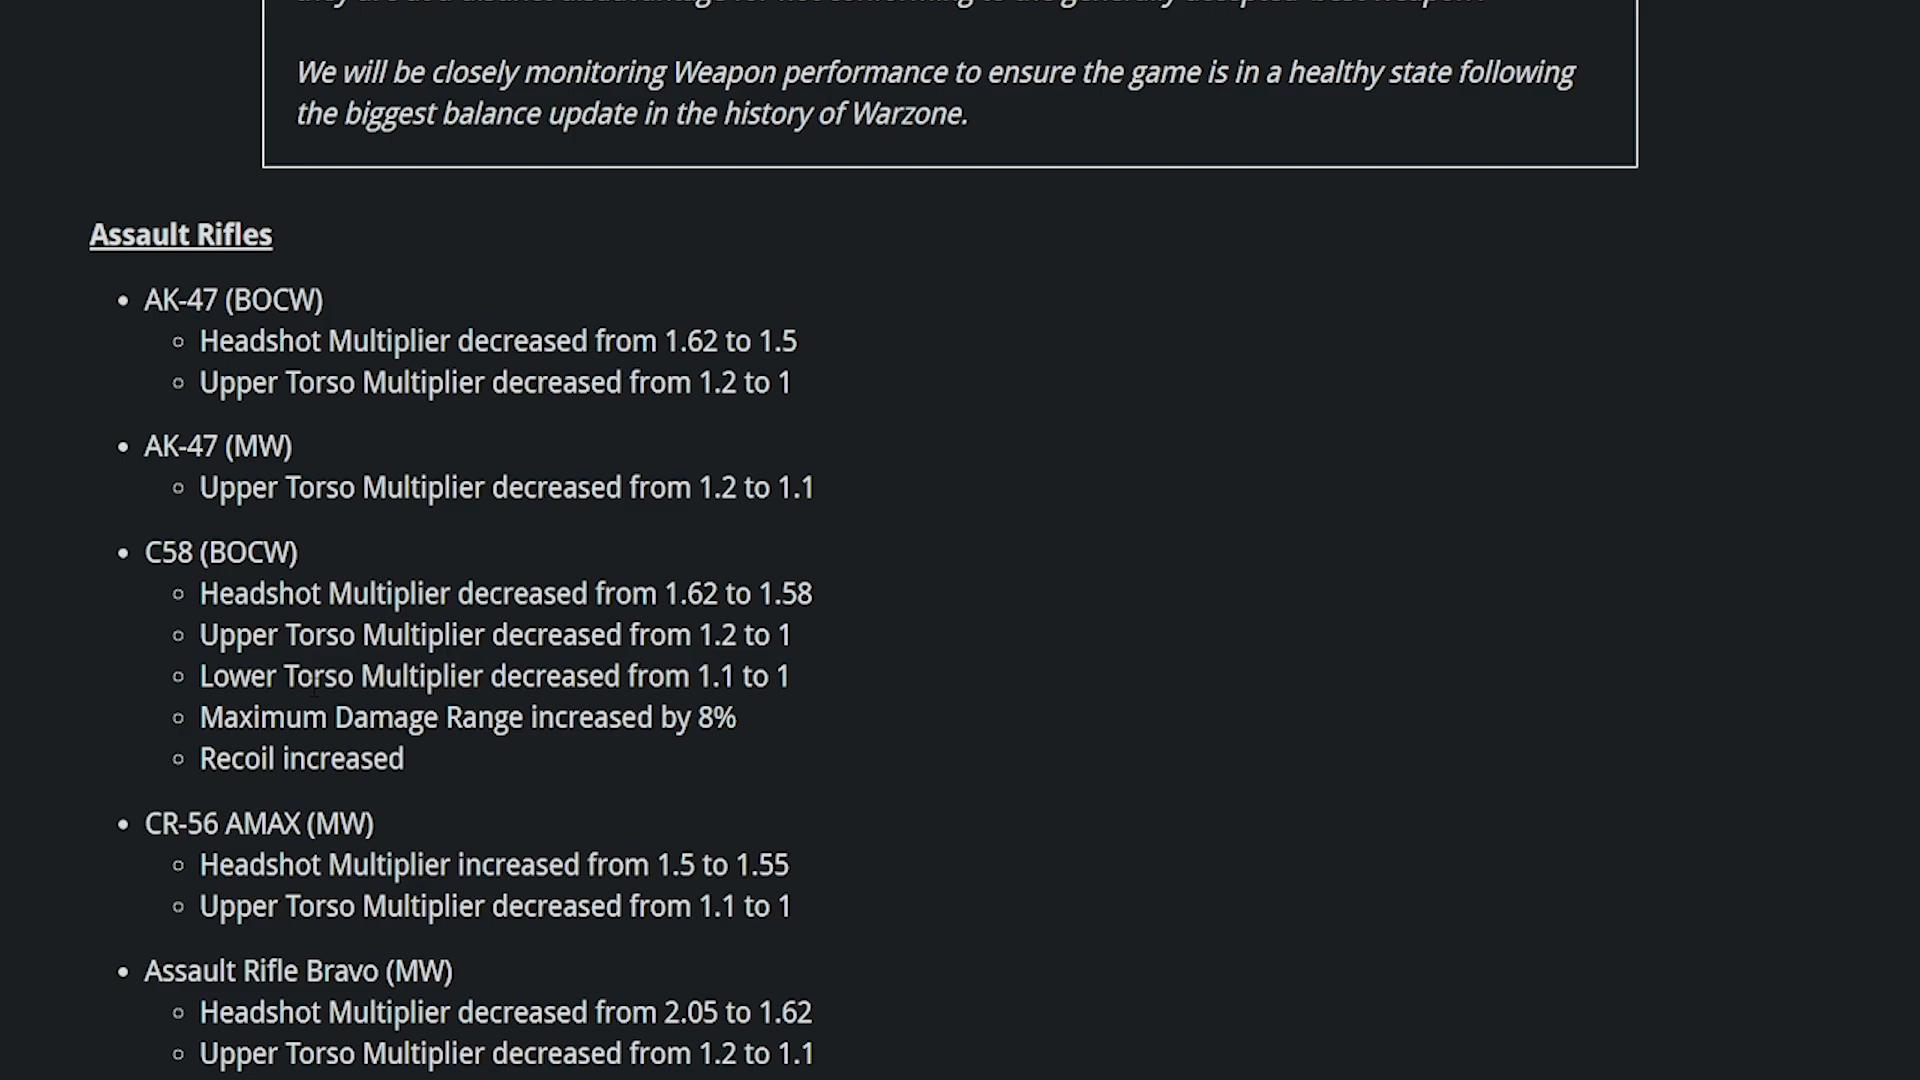 We will be closely monitoring Weapon performance to ensure the game is in a healthy state following
the biggest balance update in the history of Warzone.
Assault Rifles
• AK-47 (BOCW)
○ Headshot Multiplier decreased from 1.62 to 1.5
○ Upper Torso Multiplier decreased from 1.2 to 1
• AK-47 (MW)
○ Upper Torso Multiplier decreased from 1.2 to 1.1
• C58 (BOCW)
○ Headshot Multiplier decreased from 1.62 to 1.58
○ Upper Torso Multiplier decreased from 1.2 to 1
○ Lower Torso Multiplier decreased from 1.1 to 1
○ Maximum Damage Range increased by 8%
○ Recoil increased
• CR-56 AMAX (MW)
○ Headshot Multiplier increased from 1.5 to 1.55
○ Upper Torso Multiplier decreased from 1.1 to 1
• Assault Rifle Bravo (MW)
○ Headshot Multiplier decreased from 2.05 to 1.62
○ Upper Torso Multiplier decreased from 1.2 to 1.1